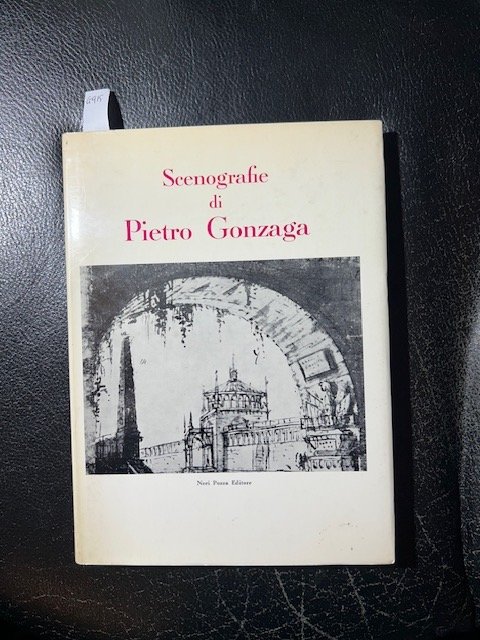 Scenografie
di
Pietro Gonzaga
Neri Pozza Editore